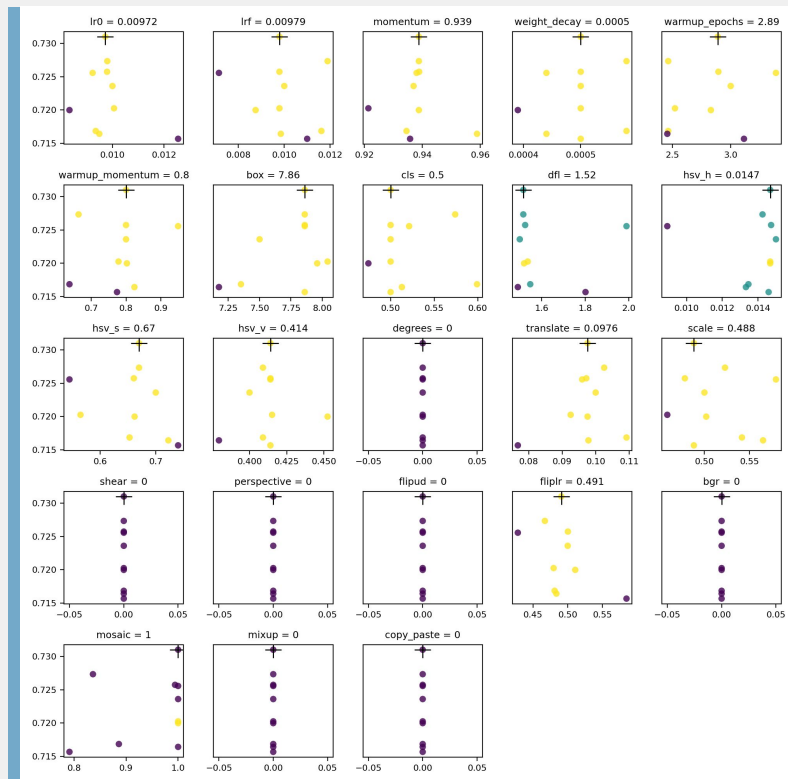 lr0 = 0.00972 lrf = 0.00979 momentum = 0.939 weight_decay = 0.0005 warmup_epochs = 2.89
0.730
0.725
0.720
0.715
0.010 0.012 0.008 0.010 0.012 0.92 0.94 0.96 0.0004 0.0005 2.5 3.0
warmup_momentum = 0.8 box = 7.86 cls = 0.5 dfl = 1.52 hsv_h = 0.0147
0.730
0.725
0.720
0.715
0.7 0.8 0.9 7.25 7.50 7.75 8.00 0.50 0.55 0.60 1.6 1.8 2.0 0.010 0.012 0.014
hsv_s = 0.67 hsv_v = 0.414 degrees = 0 translate = 0.0976 scale = 0.488
0.730
0.725
0.720
0.715
0.6 0.7 0.400 0.425 0.450 −0.05 0.00 0.05 0.08 0.09 0.10 0.11 0.50 0.55
shear = 0 perspective = 0 flipud = 0 fliplr = 0.491 bgr = 0
0.730
0.725
0.720
0.715
−0.05 0.00 0.05 −0.05 0.00 0.05 −0.05 0.00 0.05 0.45 0.50 0.55 −0.05 0.00 0.05
mosaic = 1 mixup = 0 copy_paste = 0
0.730
0.725
0.720
0.715
0.8 0.9 1.0 −0.05 0.00 0.05 −0.05 0.00 0.05